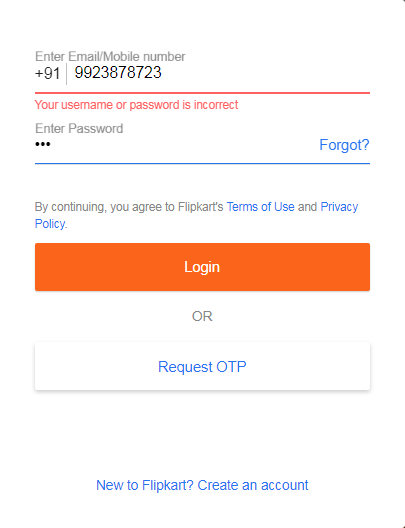 Enter Email/Mobile number
+91 9923878723
Your username or password is incorrect
Enter Password
•••
Forgot?
By continuing, you agree to Flipkart's Terms of Use and Privacy
Policy.
Login
OR
Request OTP
New to Flipkart? Create an account